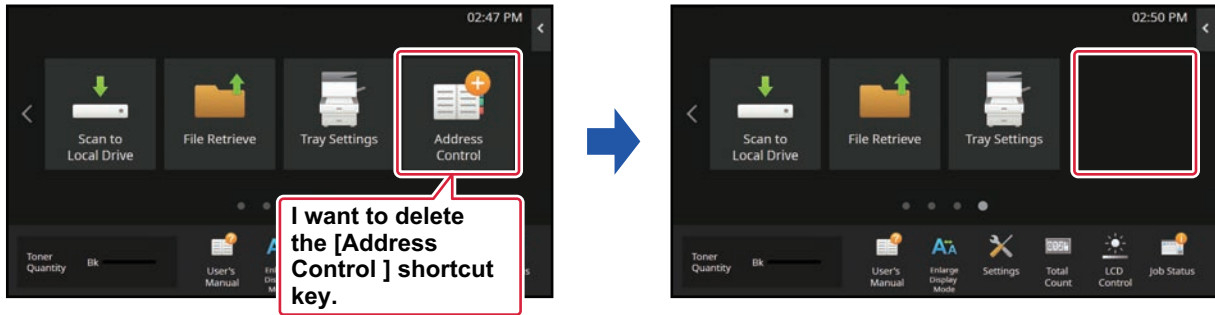 02:47 PM
Scan to
Local Drive
File Retrieve
Tray Settings
Address
Control
I want to delete
the [Address
Control ] shortcut
key.
Toner
Quantity
Bk
User's
Manual
02:50 PM
Scan to
Local Drive
File Retrieve
Tray Settings
Toner
Quantity
Bk
User's
Manual
Enlarge
Display
Mode
Settings
Total
Count
LCD
Control
Job Status